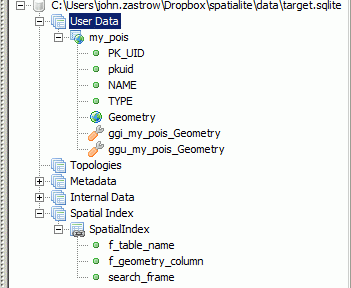 C:\Users\john.zastrow\Dropbox\spatialite\data\target.sqlite
User Data
my_pois
PK_UID
pkuid
NAME
TYPE
Geometry
ggi_my_pois_Geometry
ggu_my_pois_Geometry
Topologies
Metadata
Internal Data
Spatial Index
SpatialIndex
f_table_name
f_geometry_column
search_frame